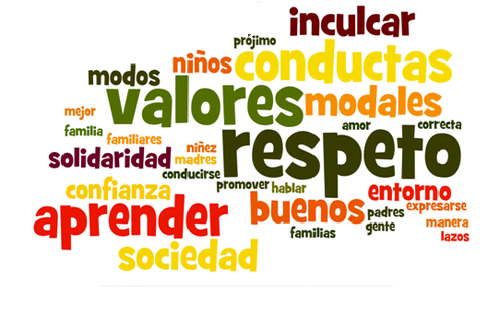 inculcar
prójimo
niños conductas
modos
valores modales
mejor
amor correcta
familia
familiares
respeto
niñez
solidaridad madres
conducirse
confianza promover hablar entorno
aprender buenos padres expresarse
gente manera
familias
lazos
sociedad